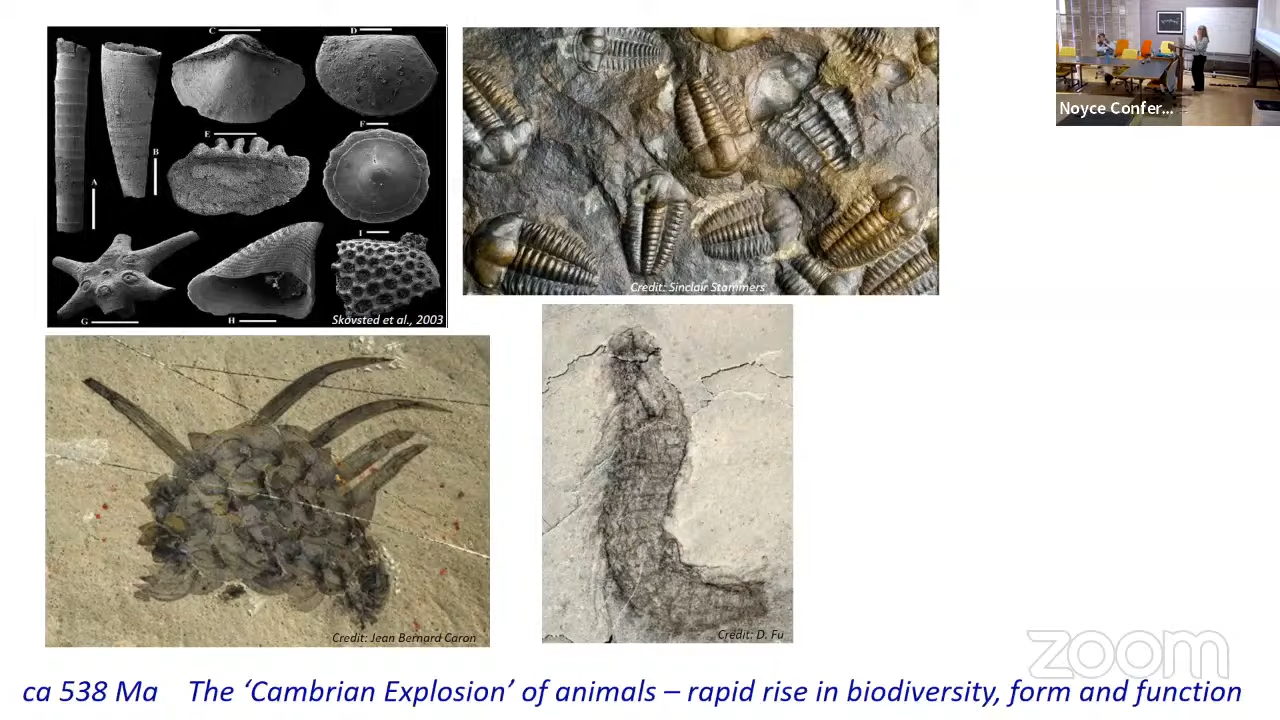 C
D
E
F
A
B
G
H
I
Skovsted et al., 2003
Credit: Sinclair Stammers
Noyce Confer...
Credit: Jean Bernard Caron
Credit: D. Fu
zoom
ca 538 Ma The ‘Cambrian Explosion’ of animals – rapid rise in biodiversity, form and function